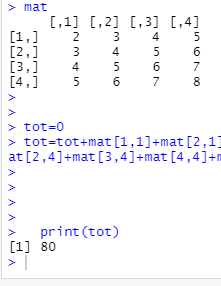 > mat
[,1] [,2] [,3] [,4]
[1,] 2 3 4 5
[2,] 3 4 5 6
[3,] 4 5 6 7
[4,] 5 6 7 8
>
>
> tot=0
> tot=tot+mat[1,1]+mat[2,1]
at[2,4]+mat[3,4]+mat[4,4]+m
>
>
>
>
> print(tot)
[1] 80
>